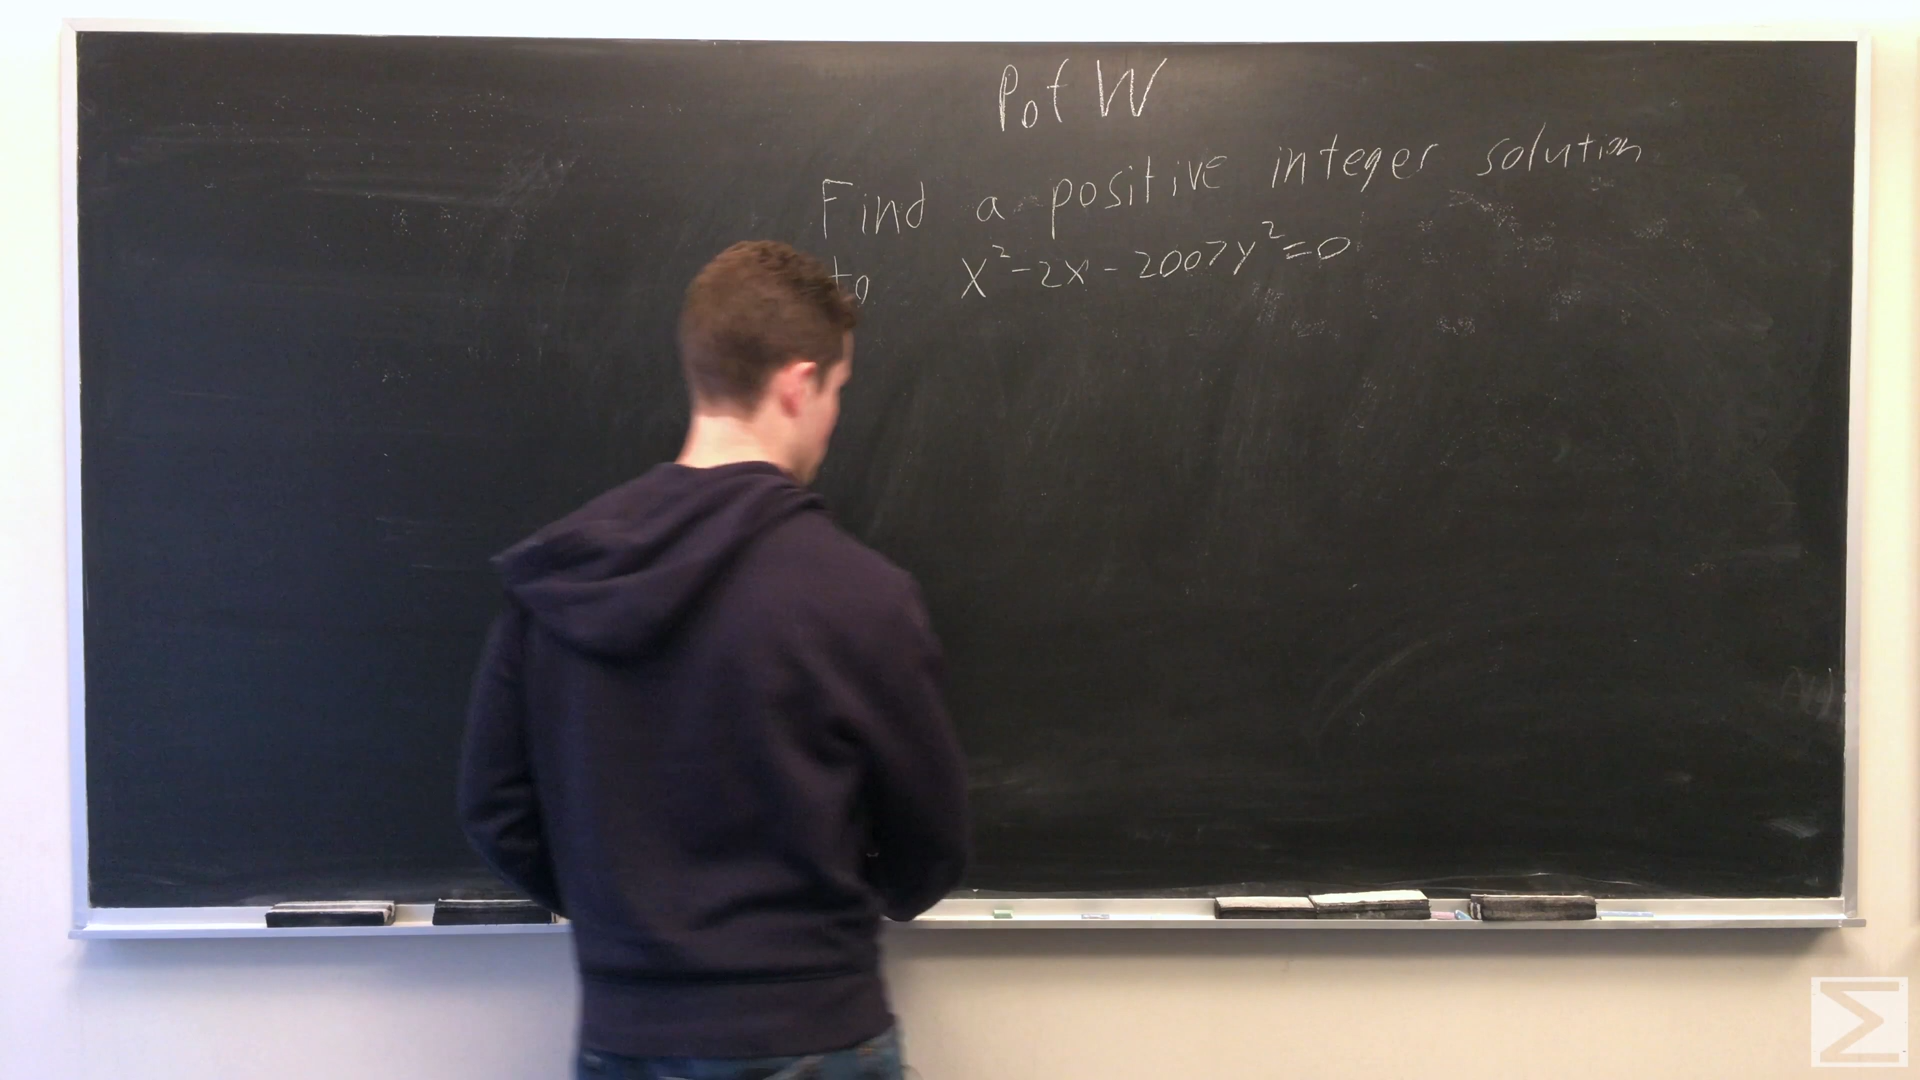 PofW
Find a positive integer solution
to x²-2x-2007y²=0